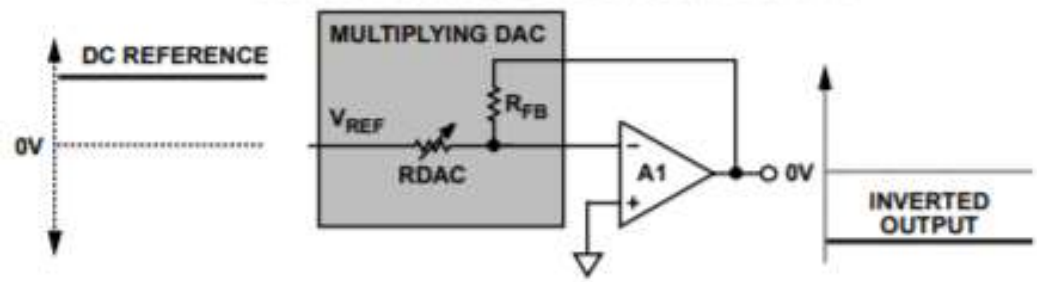 DC REFERENCE
0V
MULTIPLYING DAC
VREF
RFB
RDAC
A1
−
+
0V
INVERTED
OUTPUT